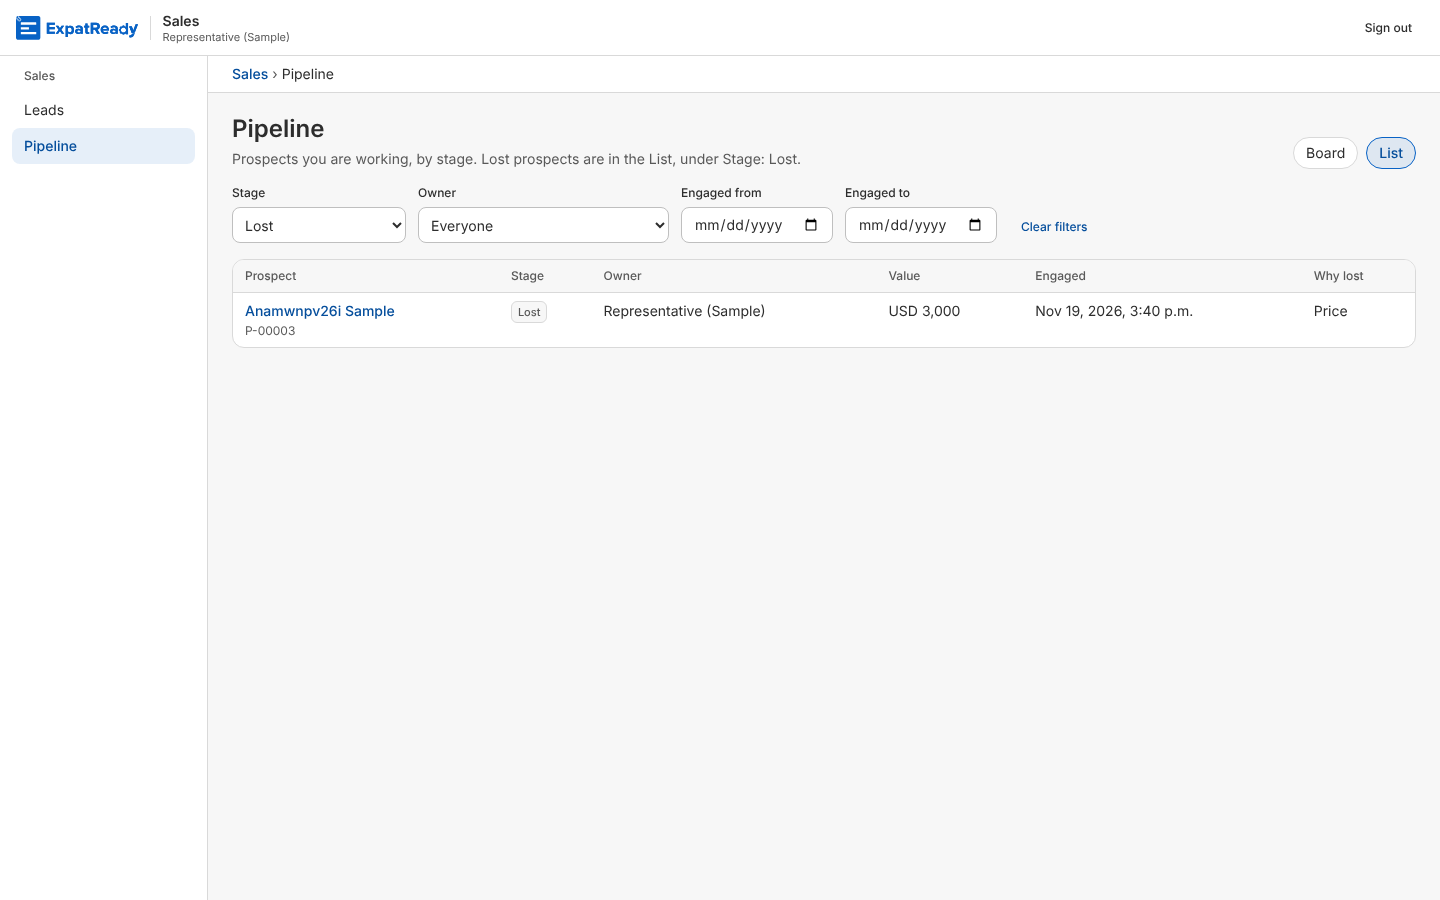 ExpatReady
Sales
Representative (Sample)
Sign out
Sales
Leads
Pipeline
Sales › Pipeline
Pipeline
Prospects you are working, by stage. Lost prospects are in the List, under Stage: Lost.
Board
List
Stage
Owner
Engaged from
Engaged to
Lost
Everyone
mm/dd/yyyy
mm/dd/yyyy
Clear filters
Prospect Stage Owner Value Engaged Why lost
Anamwnpv26i Sample Lost Representative (Sample) USD 3,000 Nov 19, 2026, 3:40 p.m. Price
P-00003